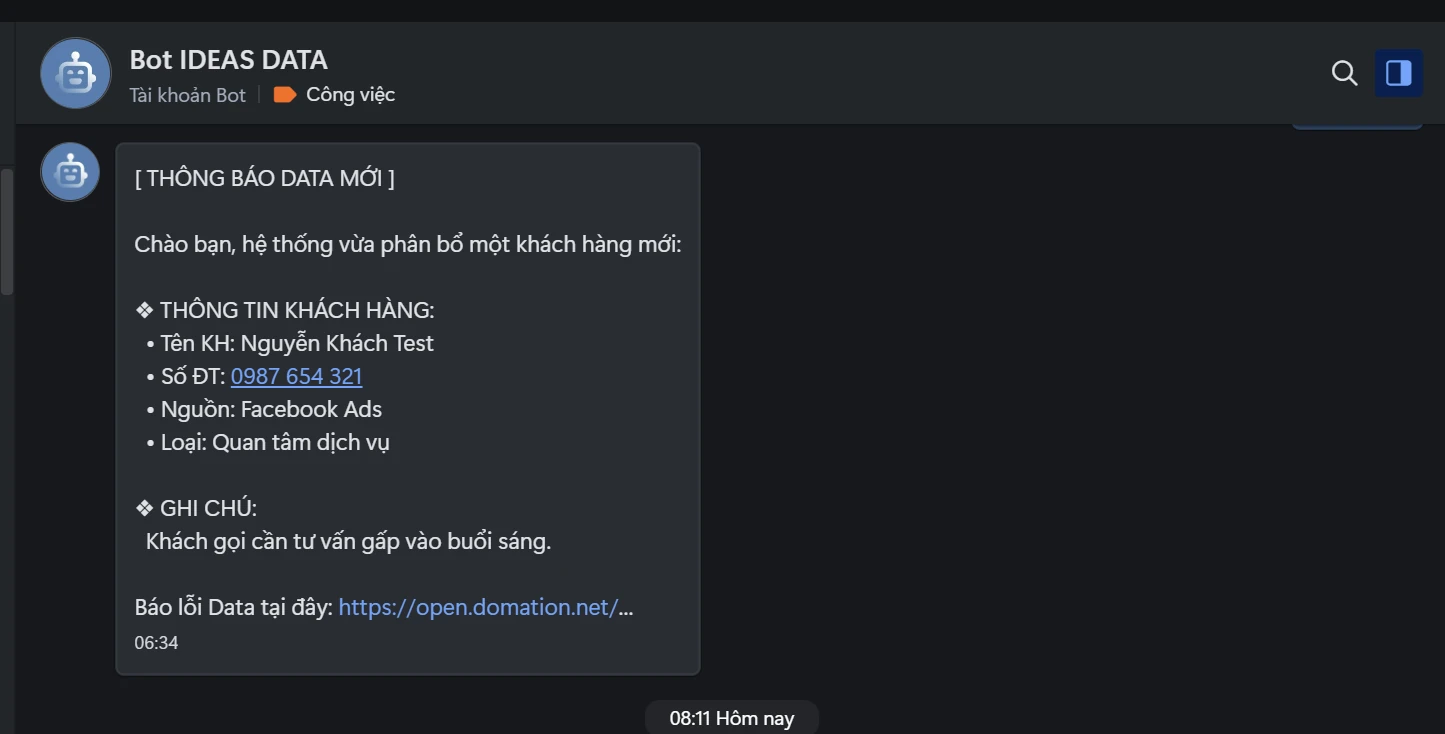 Bot IDEAS DATA
Tài khoản Bot | Công việc
[ THÔNG BÁO DATA MỚI ]
Chào bạn, hệ thống vừa phân bổ một khách hàng mới:
❖ THÔNG TIN KHÁCH HÀNG:
• Tên KH: Nguyễn Khách Test
• Số ĐT: 0987 654 321
• Nguồn: Facebook Ads
• Loại: Quan tâm dịch vụ
❖ GHI CHÚ:
Khách gọi cần tư vấn gấp vào buổi sáng.
Báo lỗi Data tại đây: https://open.domation.net/...
06:34
08:11 Hôm nay